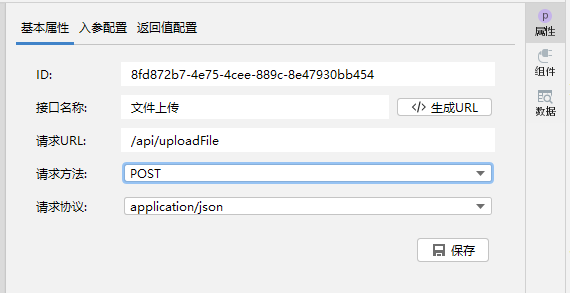 基本属性 入参配置 返回值配置
ID: 8fd872b7-4e75-4cee-889c-8e47930bb454
接口名称: 文件上传 </> 生成URL
请求URL: /api/uploadFile
请求方法: POST
请求协议: application/json
保存
p
属性
组件
数据